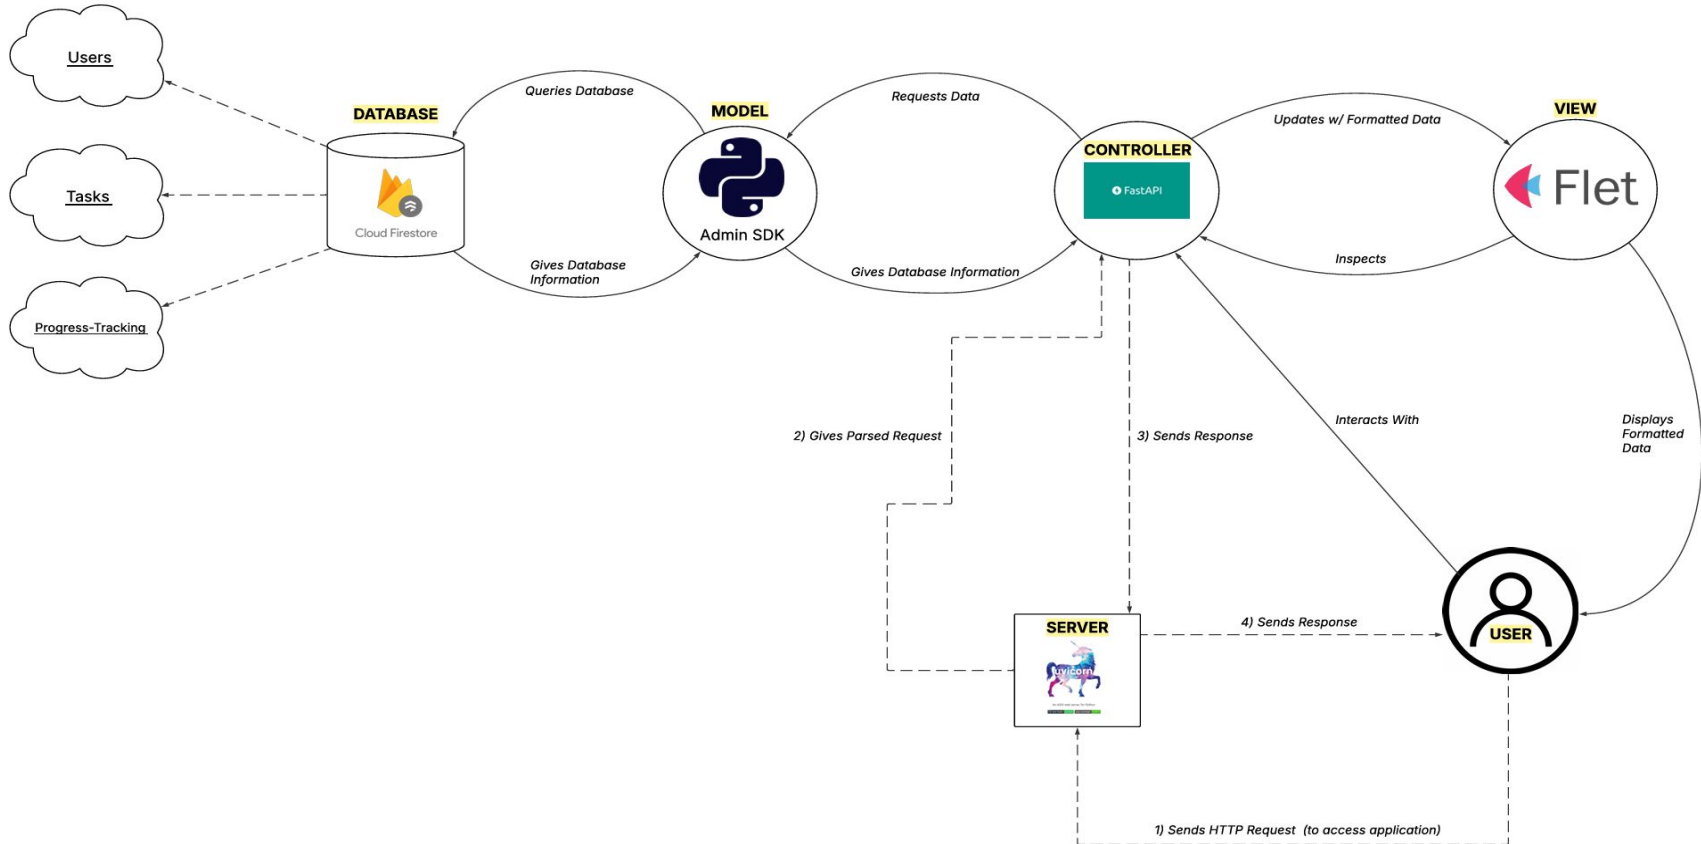 Users
Tasks
Progress-Tracking
DATABASE
Cloud Firestore
Queries Database
Gives Database
Information
MODEL
Admin SDK
Requests Data
Gives Database Information
CONTROLLER
FastAPI
Updates w/ Formatted Data
Inspects
VIEW
Flet
2) Gives Parsed Request
3) Sends Response
Interacts With
Displays
Formatted
Data
SERVER
uvicorn
4) Sends Response
USER
1) Sends HTTP Request (to access application)